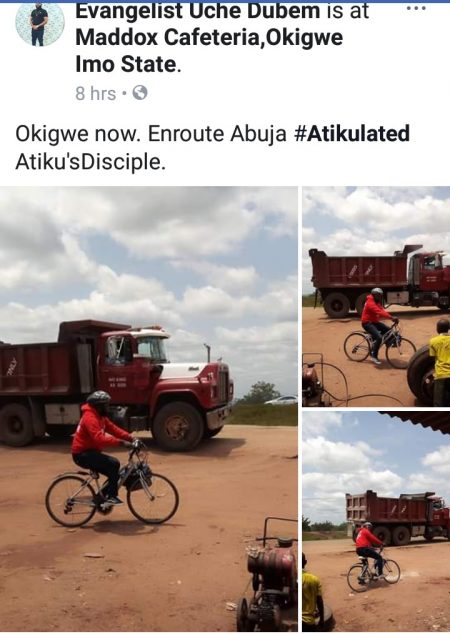 Evangelist Uche Dubem is at
Maddox Cafeteria,Okigwe
Imo State.
8 hrs
Okigwe now. Enroute Abuja #Atikulated
Atiku'sDisciple.